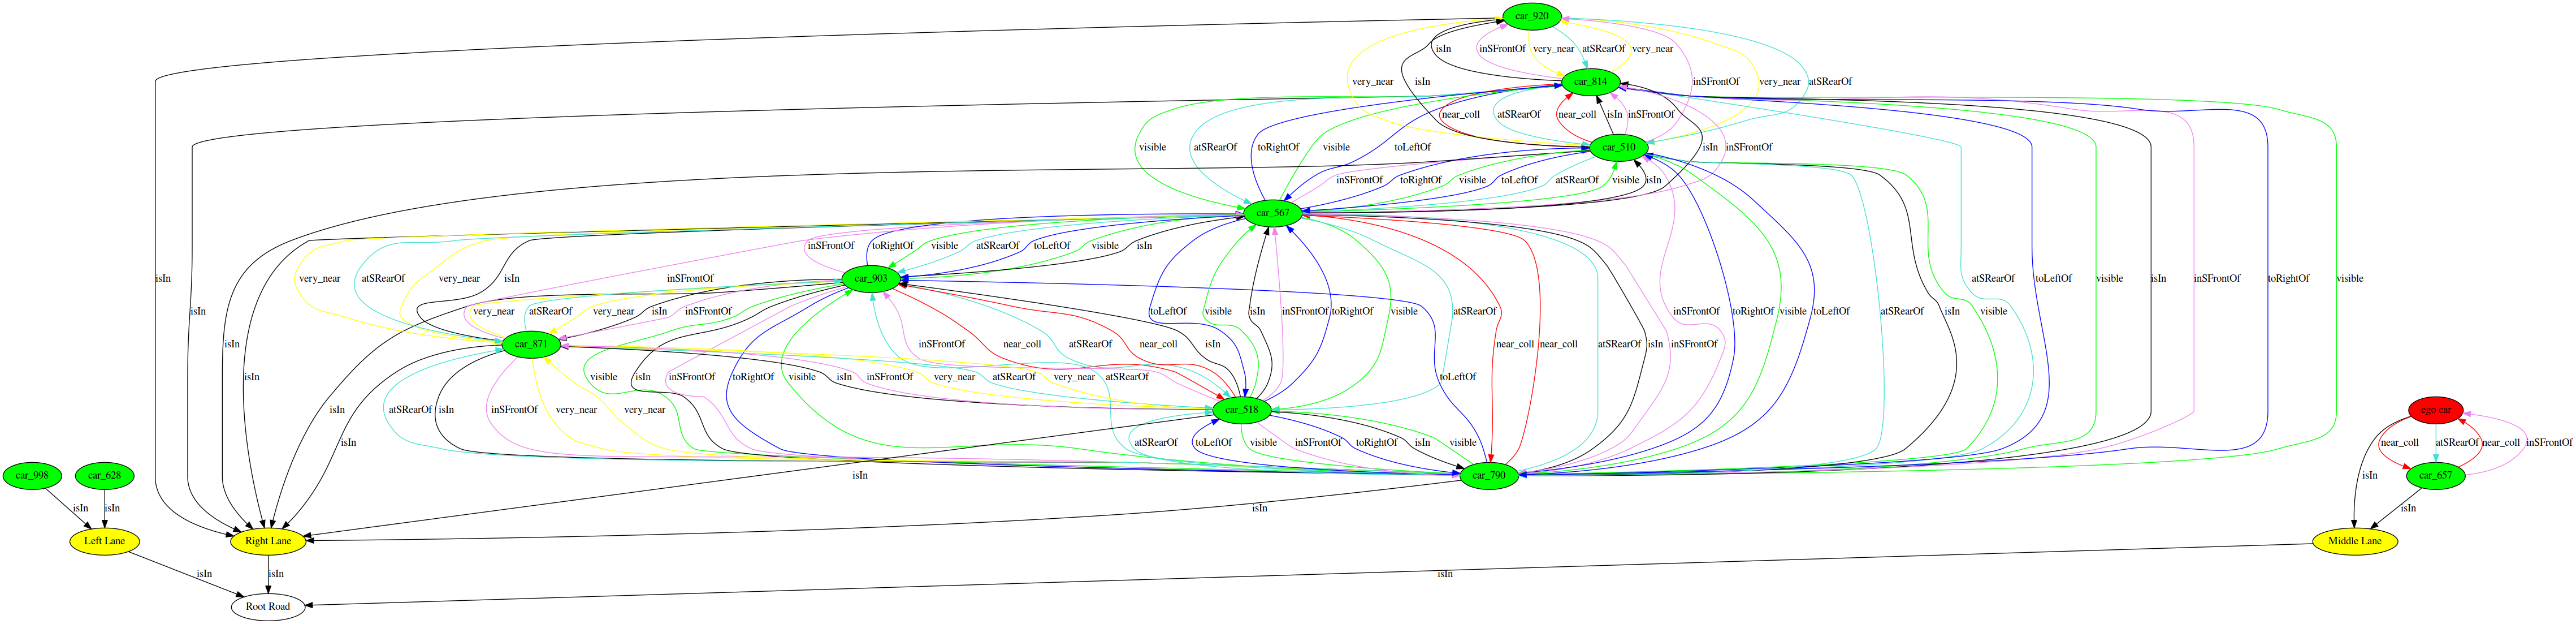 car_920
isIn inSFrontOf very_near atSRearOf very_near
car_814
very_near isIn inSFrontOf very_near atSRearOf
near_coll atSRearOf near_coll isIn inSFrontOf
visible atSRearOf toRightOf visible toLeftOf car_510 isIn inSFrontOf
inSFrontOf toRightOf visible toLeftOf atSRearOf visible isIn
car_567
inSFrontOf toRightOf visible atSRearOf toLeftOf visible isIn
isIn very_near atSRearOf very_near isIn inSFrontOf car_903 atSRearOf toLeftOf visible isIn inSFrontOf toRightOf visible
isIn very_near atSRearOf very_near isIn inSFrontOf toLeftOf visible isIn inSFrontOf toRightOf visible atSRearOf inSFrontOf toRightOf visible toLeftOf atSRearOf isIn visible
isIn car_871 inSFrontOf near_coll atSRearOf near_coll isIn near_coll near_coll atSRearOf isIn inSFrontOf
isIn visible isIn inSFrontOf toRightOf visible isIn inSFrontOf very_near atSRearOf very_near atSRearOf toLeftOf
isIn atSRearOf isIn inSFrontOf very_near very_near car_518 ego car
isIn atSRearOf toLeftOf visible inSFrontOf toRightOf isIn visible near_coll atSRearOf near_coll inSFrontOf
car_998 car_628 isIn car_790 isIn car_657
isIn isIn isIn isIn
Left Lane Right Lane Middle Lane
isIn isIn isIn
Root Road